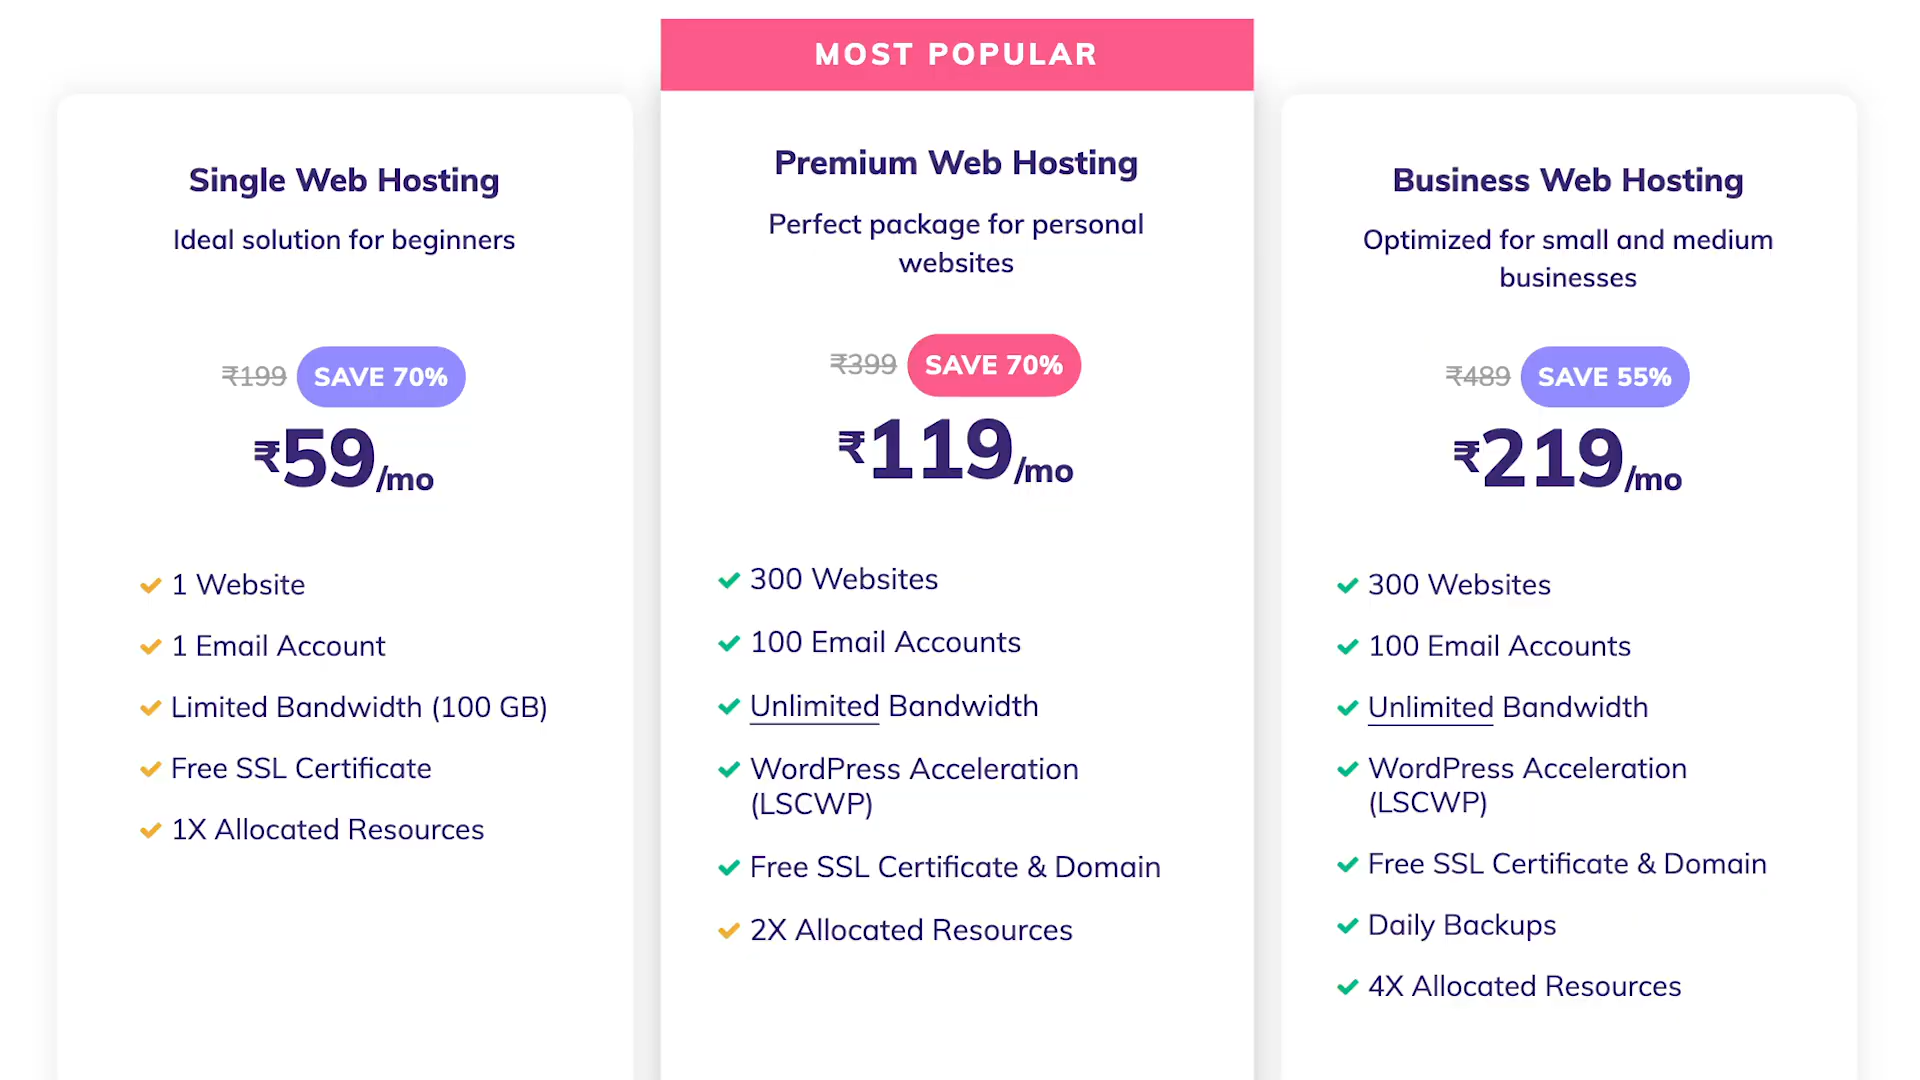 MOST POPULAR
Single Web Hosting
Ideal solution for beginners
₹199 SAVE 70%
₹59/mo
1 Website
1 Email Account
Limited Bandwidth (100 GB)
Free SSL Certificate
1X Allocated Resources
Premium Web Hosting
Perfect package for personal
websites
₹399 SAVE 70%
₹119/mo
300 Websites
100 Email Accounts
Unlimited Bandwidth
WordPress Acceleration
(LSCWP)
Free SSL Certificate & Domain
2X Allocated Resources
Business Web Hosting
Optimized for small and medium
businesses
₹489 SAVE 55%
₹219/mo
300 Websites
100 Email Accounts
Unlimited Bandwidth
WordPress Acceleration
(LSCWP)
Free SSL Certificate & Domain
Daily Backups
4X Allocated Resources